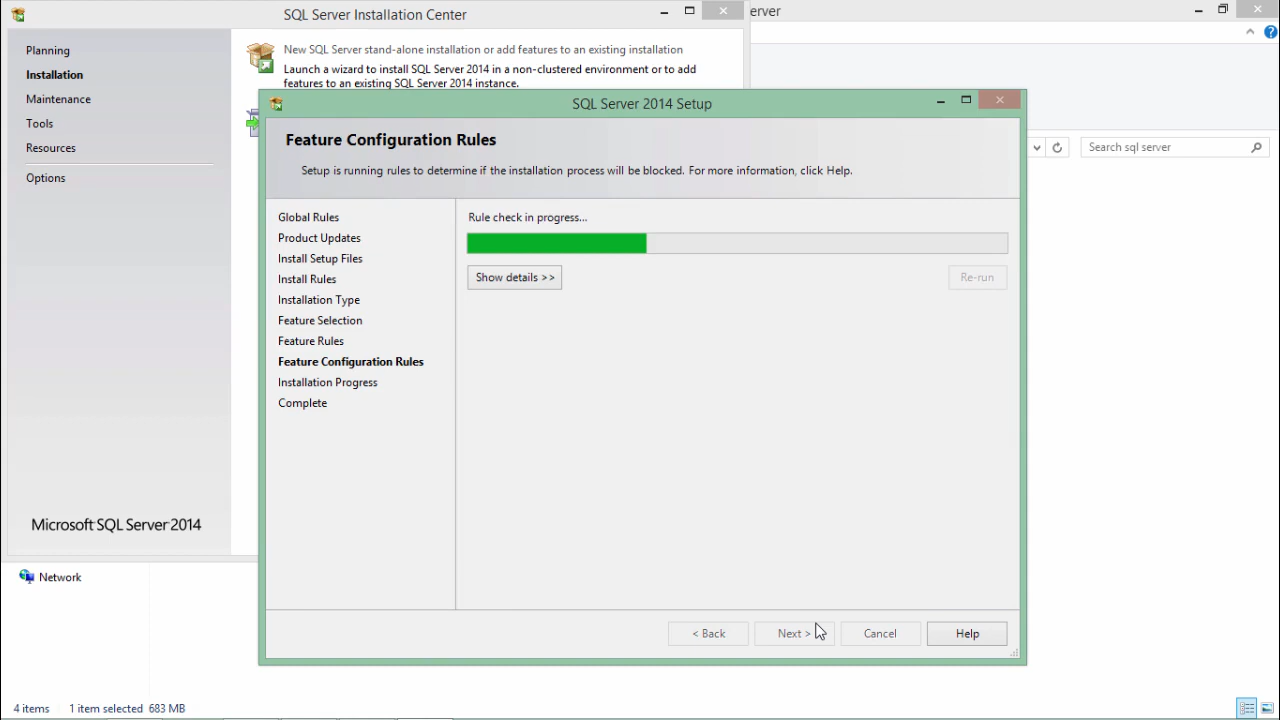 SQL Server Installation Center
erver
Planning
Installation
Maintenance
Tools
Resources
Options
New SQL Server stand-alone installation or add features to an existing installation
Launch a wizard to install SQL Server 2014 in a non-clustered environment or to add
features to an existing SQL Server 2014 instance.
Microsoft SQL Server 2014
Search sql server
SQL Server 2014 Setup
Feature Configuration Rules
Setup is running rules to determine if the installation process will be blocked. For more information, click Help.
Global Rules
Product Updates
Install Setup Files
Install Rules
Installation Type
Feature Selection
Feature Rules
Feature Configuration Rules
Installation Progress
Complete
Rule check in progress...
Show details >>
Re-run
< Back
Next >
Cancel
Help
Network
4 items
1 item selected 683 MB